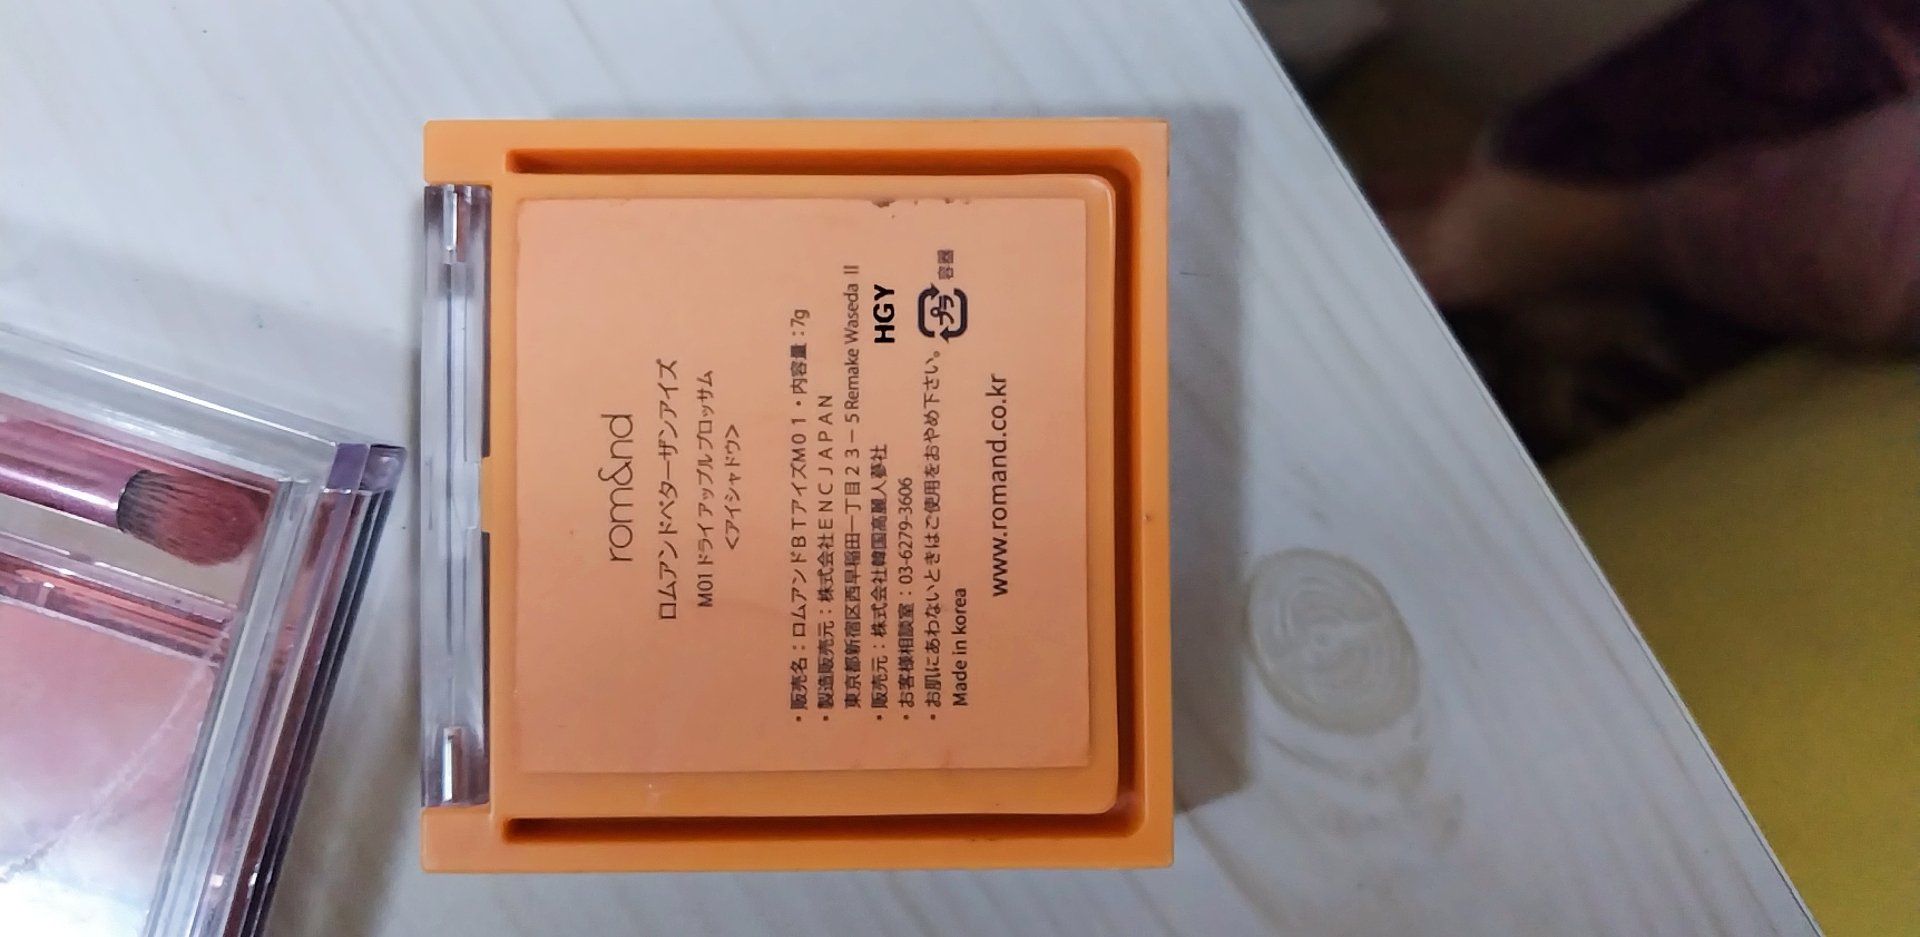 rom&nd
ロムアンドベターザンアイズ
M01ドライアップルブロッサム
<アイシャドウ>
・販売名：ロムアンドＢＴアイズＭ０１・内容量：7g
・製造販売元：株式会社ＥＮＣ ＪＡＰＡＮ
東京都新宿区西早稲田一丁目２３－５Remake Waseda II
・販売元：株式会社韓国高麗人蔘社
HGY
・お客様相談室：03-6279-3606
・お肌にあわないときはご使用をおやめ下さい。
プラ
容器
Made in korea
www.romand.co.kr